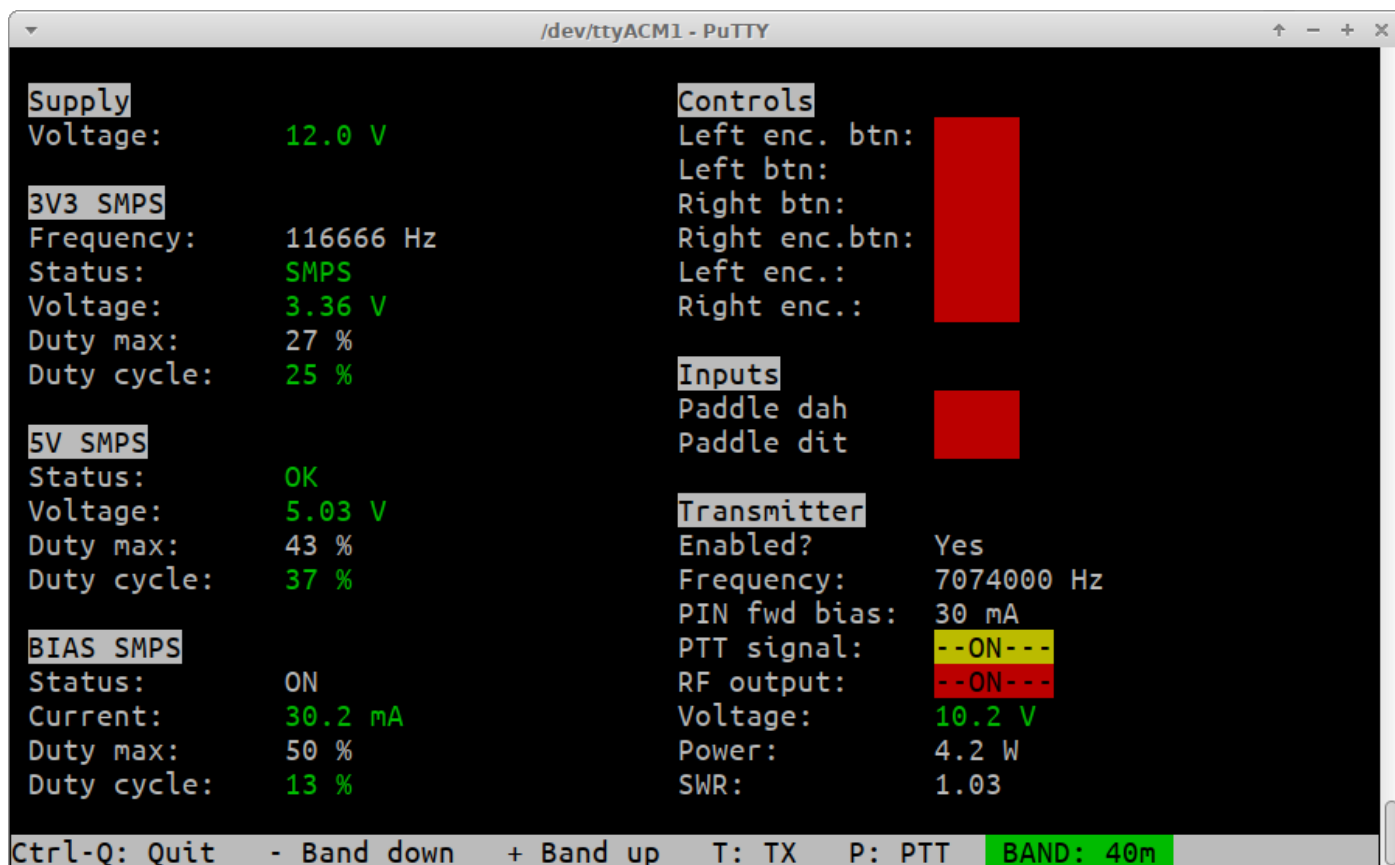 /dev/ttyACM1 - PuTTY
Supply
Voltage: 12.0 V
3V3 SMPS
Frequency: 116666 Hz
Status: SMPS
Voltage: 3.36 V
Duty max: 27 %
Duty cycle: 25 %
5V SMPS
Status: OK
Voltage: 5.03 V
Duty max: 43 %
Duty cycle: 37 %
BIAS SMPS
Status: ON
Current: 30.2 mA
Duty max: 50 %
Duty cycle: 13 %
Controls
Left enc. btn:
Left btn:
Right btn:
Right enc.btn:
Left enc.:
Right enc.:
Inputs
Paddle dah
Paddle dit
Transmitter
Enabled? Yes
Frequency: 7074000 Hz
PIN fwd bias: 30 mA
PTT signal: --ON---
RF output: --ON---
Voltage: 10.2 V
Power: 4.2 W
SWR: 1.03
Ctrl-Q: Quit - Band down + Band up T: TX P: PTT BAND: 40m